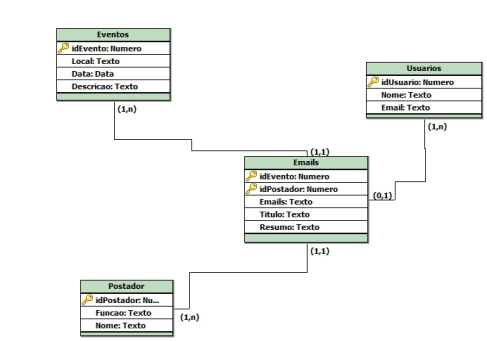 Eventos
idEvento: Numero
Local: Texto
Data: Data
Descricao: Texto
(1,n)
Usuarios
idUsuario: Numero
Nome: Texto
Email: Texto
(1,n)
(1,1)
Emails
idEvento: Numero
idPostador: Numero
Emails: Texto
Titulo: Texto
Resumo: Texto
(0,1)
(1,1)
Postador
idPostador: Nu...
Funcao: Texto
Nome: Texto
(1,n)